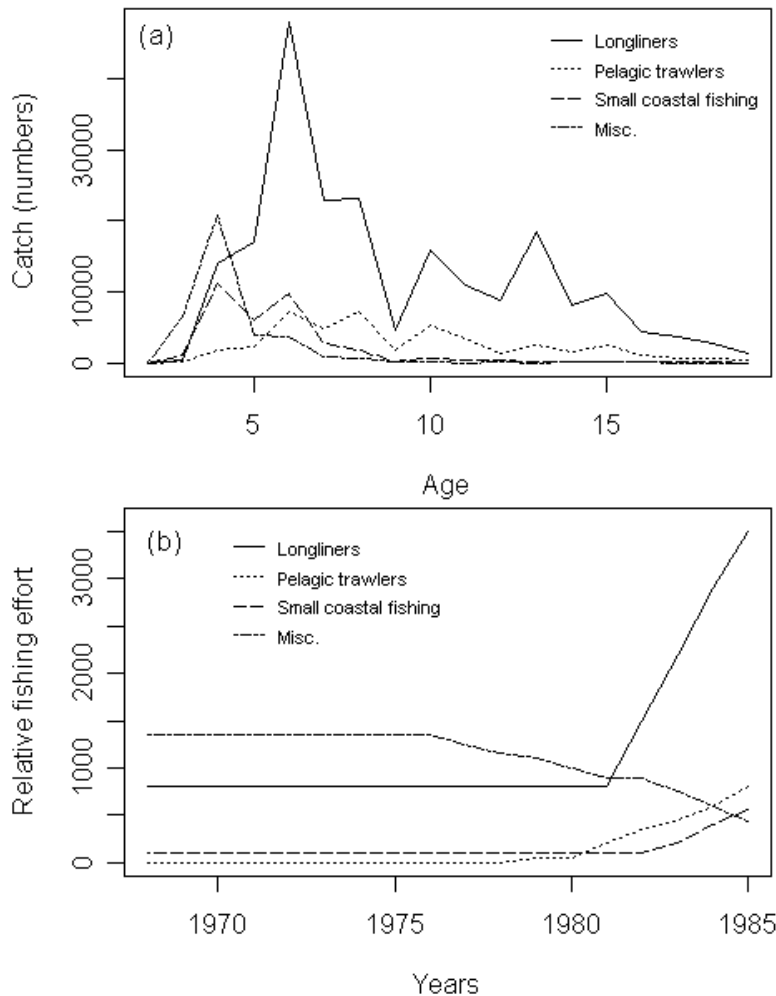 (a)
Longliners
Pelagic trawlers
Small coastal fishing
Misc.
Catch (numbers)
30000
10000
0
5 10 15
Age
(b)
Longliners
Pelagic trawlers
Small coastal fishing
Misc.
Relative fishing effort
3000
2000
1000
0
1970 1975 1980 1985
Years